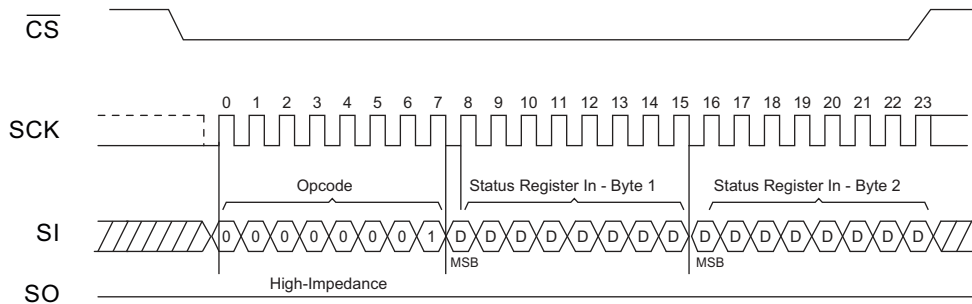 CS
0 1 2 3 4 5 6 7 8 9 10 11 12 13 14 15 16 17 18 19 20 21 22 23
SCK
Opcode Status Register In - Byte 1 Status Register In - Byte 2
SI 0 0 0 0 0 0 0 1 D D D D D D D D D D D D D D D D
MSB MSB
High-Impedance
SO